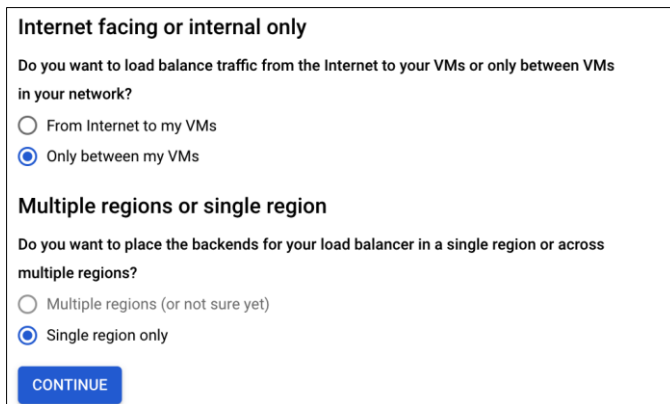 Internet facing or internal only
Do you want to load balance traffic from the Internet to your VMs or only between VMs
in your network?
From Internet to my VMs
Only between my VMs
Multiple regions or single region
Do you want to place the backends for your load balancer in a single region or across
multiple regions?
Multiple regions (or not sure yet)
Single region only
CONTINUE